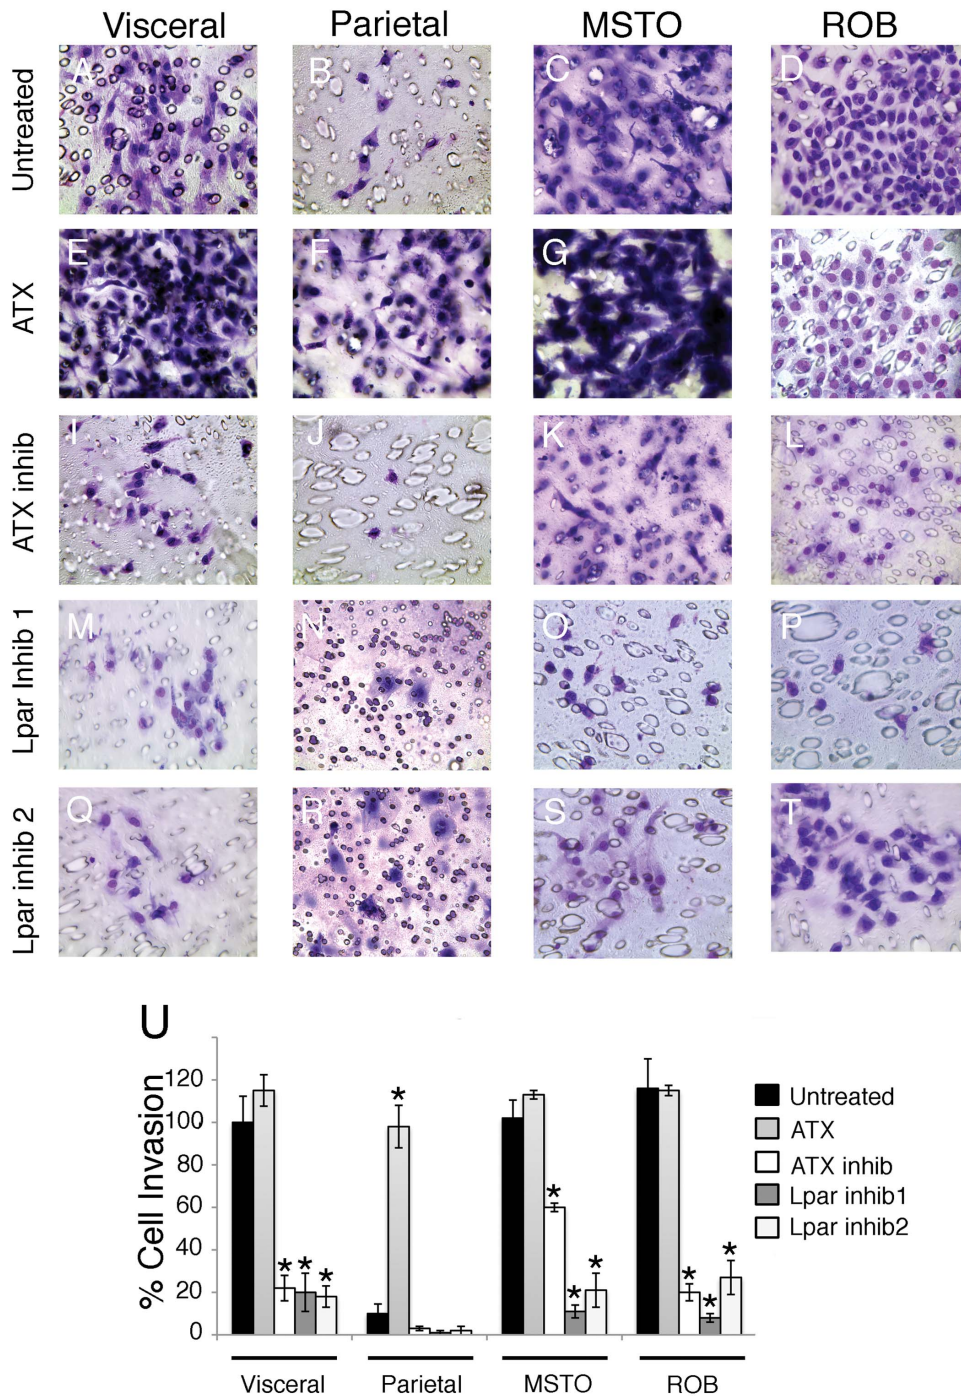 Visceral Parietal MSTO ROB
Untreated
A B C D
ATX
E F G H
ATX inhib
I J K L
Lpar Inhib 1
M N O P
Lpar inhib 2
Q R S T
U
% Cell Invasion
120
100
80
60
40
20
0
* * * * * * * * * *
Untreated
ATX
ATX inhib
Lpar inhib1
Lpar inhib2
Visceral Parietal MSTO ROB